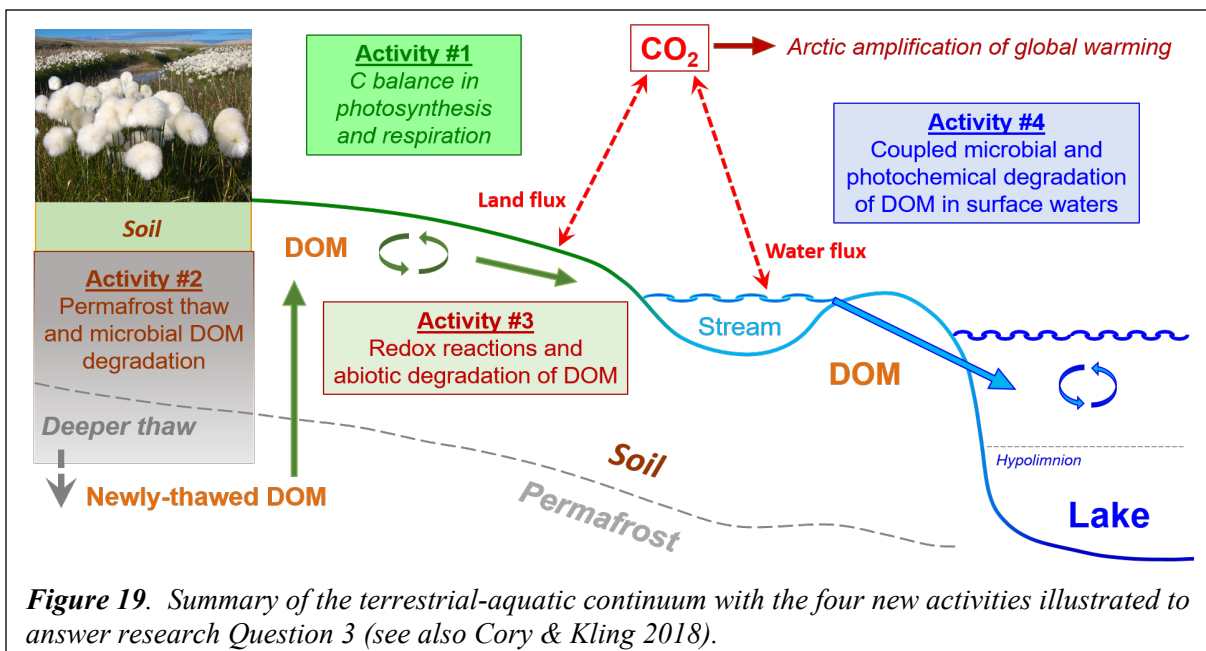 Activity #1
C balance in
photosynthesis
and respiration
CO₂
Arctic amplification of global warming
Activity #4
Coupled microbial and
photochemical degradation
of DOM in surface waters
Land flux
Water flux
Soil
DOM
Activity #2
Permafrost thaw
and microbial DOM
degradation
Activity #3
Redox reactions and
abiotic degradation of DOM
Stream
DOM
Deeper thaw
Newly-thawed DOM
Soil
Permafrost
Hypolimnion
Lake
Figure 19. Summary of the terrestrial-aquatic continuum with the four new activities illustrated to
answer research Question 3 (see also Cory & Kling 2018).